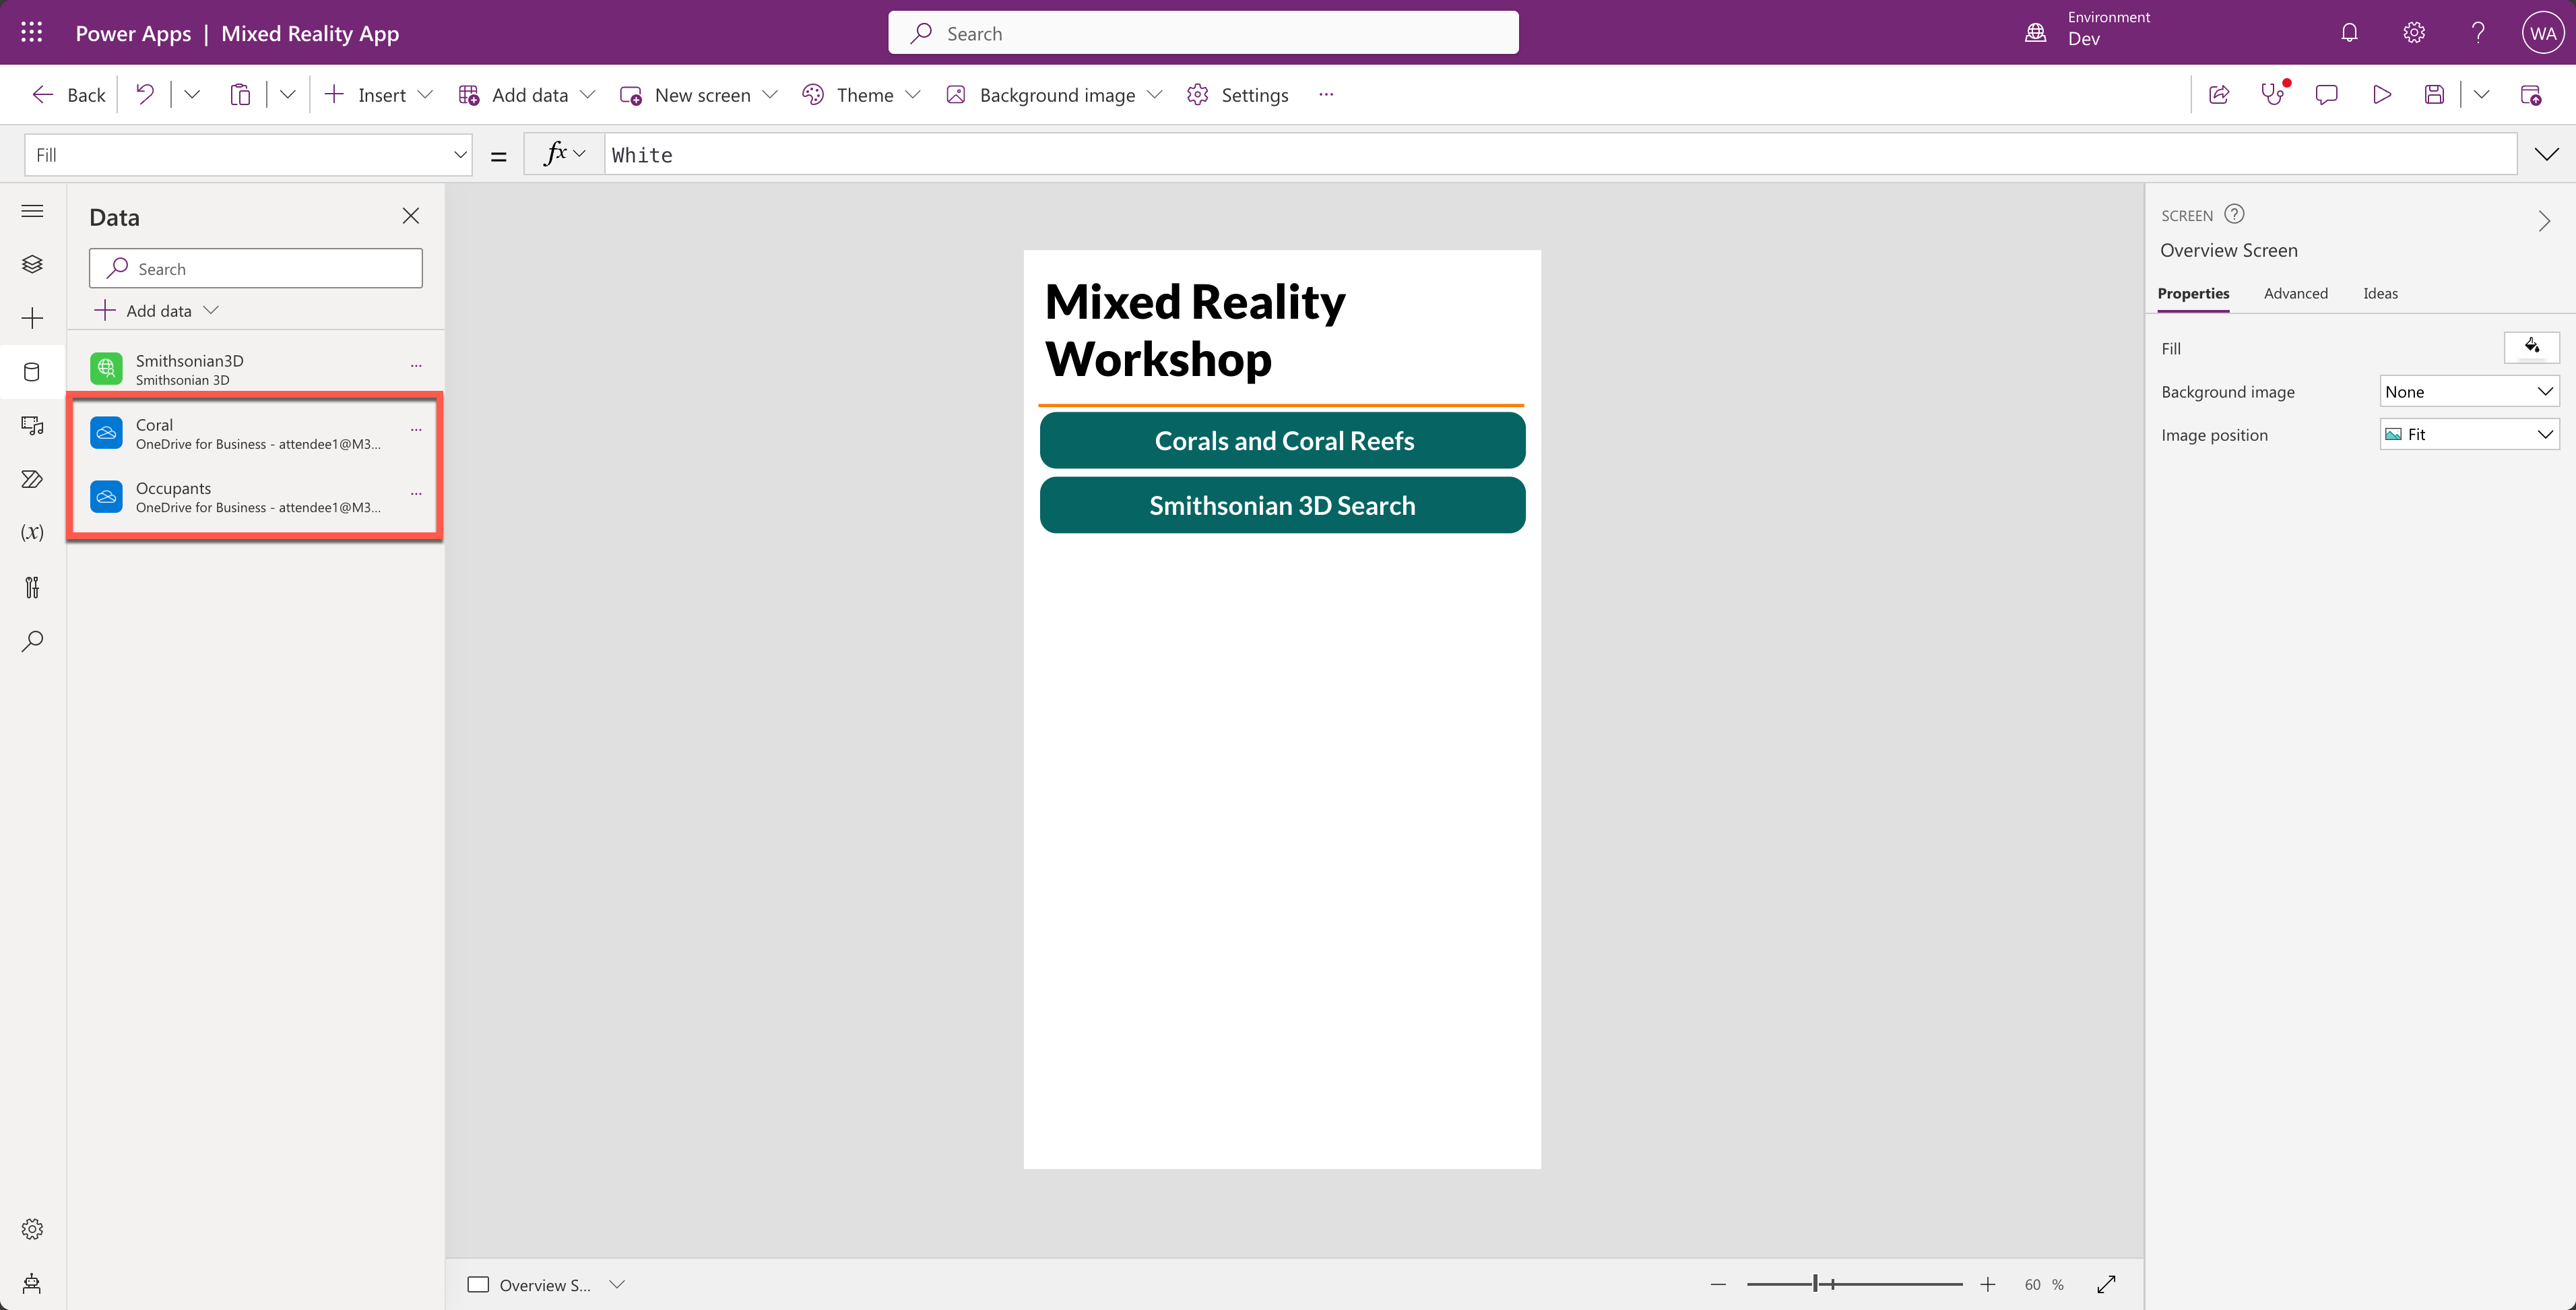 Power Apps | Mixed Reality App
Search
Environment
Dev
WA
Back
Insert
Add data
New screen
Theme
Background image
Settings
Fill
=
fx
White
Data
Search
Add data
Smithsonian3D
Smithsonian 3D
Coral
OneDrive for Business - attendee1@M3...
Occupants
OneDrive for Business - attendee1@M3...
(x)
Mixed Reality
Workshop
Corals and Coral Reefs
Smithsonian 3D Search
SCREEN
Overview Screen
Properties
Advanced
Ideas
Fill
Background image
None
Image position
Fit
Overview S...
60 %